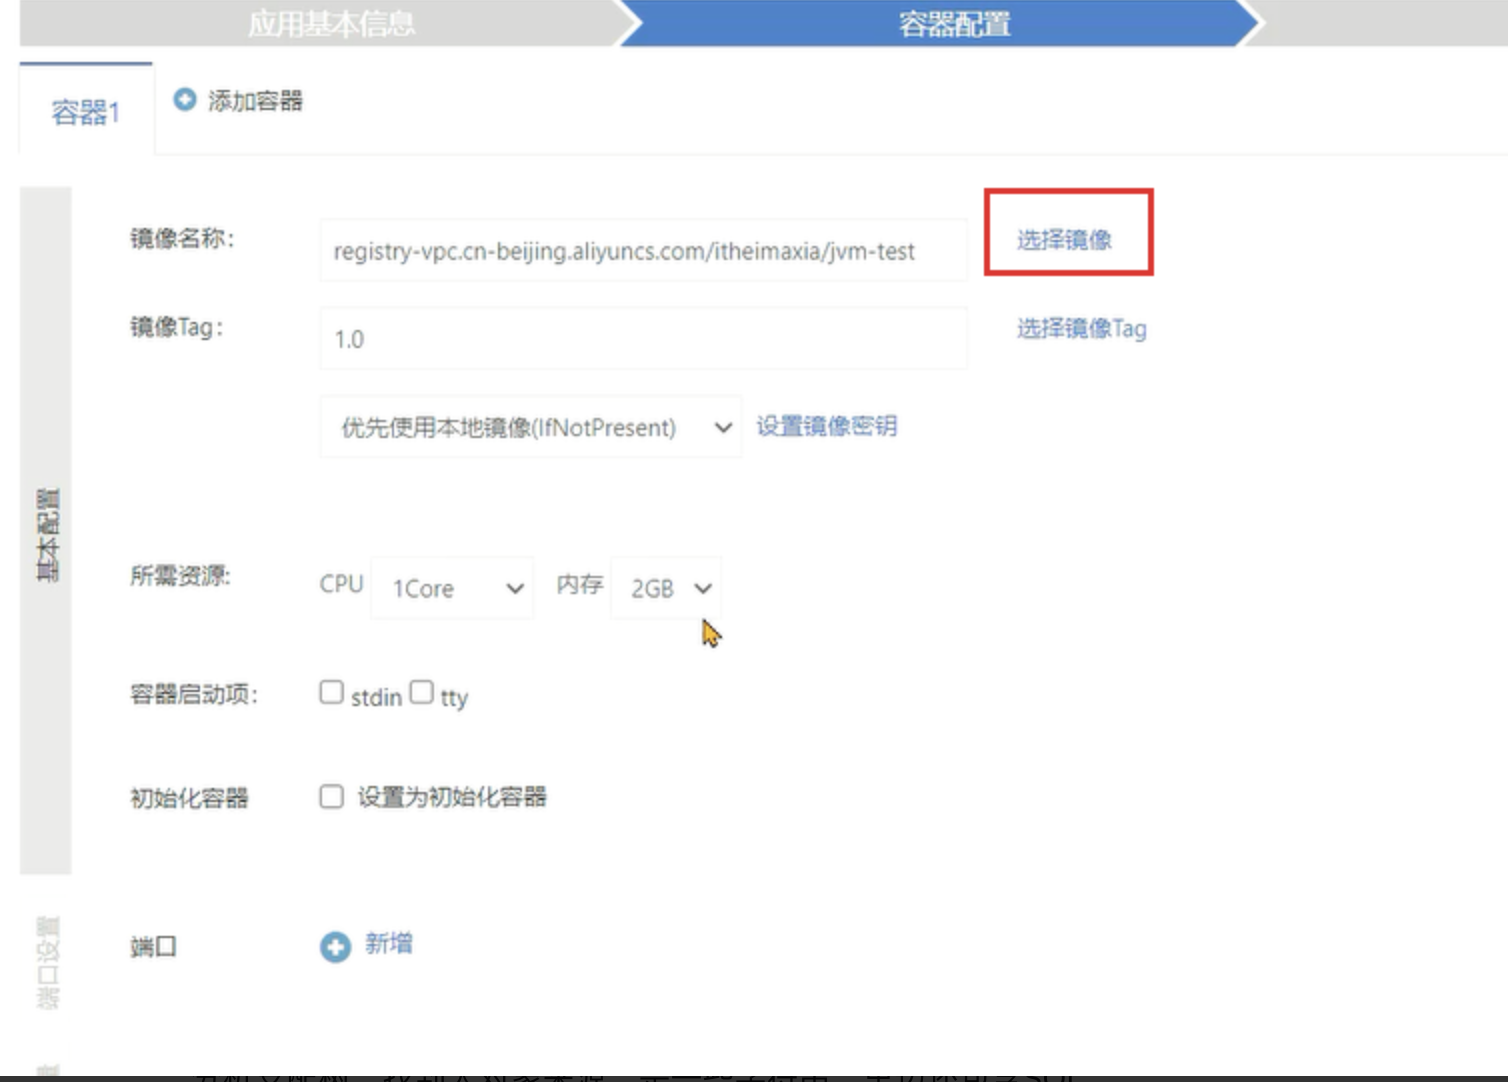 应用基本信息
容器配置
容器1
添加容器
镜像名称：
registry-vpc.cn-beijing.aliyuncs.com/itheimaxia/jvm-test
选择镜像
镜像Tag：
1.0
选择镜像Tag
优先使用本地镜像(IfNotPresent)
设置镜像密钥
基本配置
所需资源:
CPU
1Core
内存
2GB
容器启动项：
stdin
tty
初始化容器
设置为初始化容器
端口设置
端口
新增